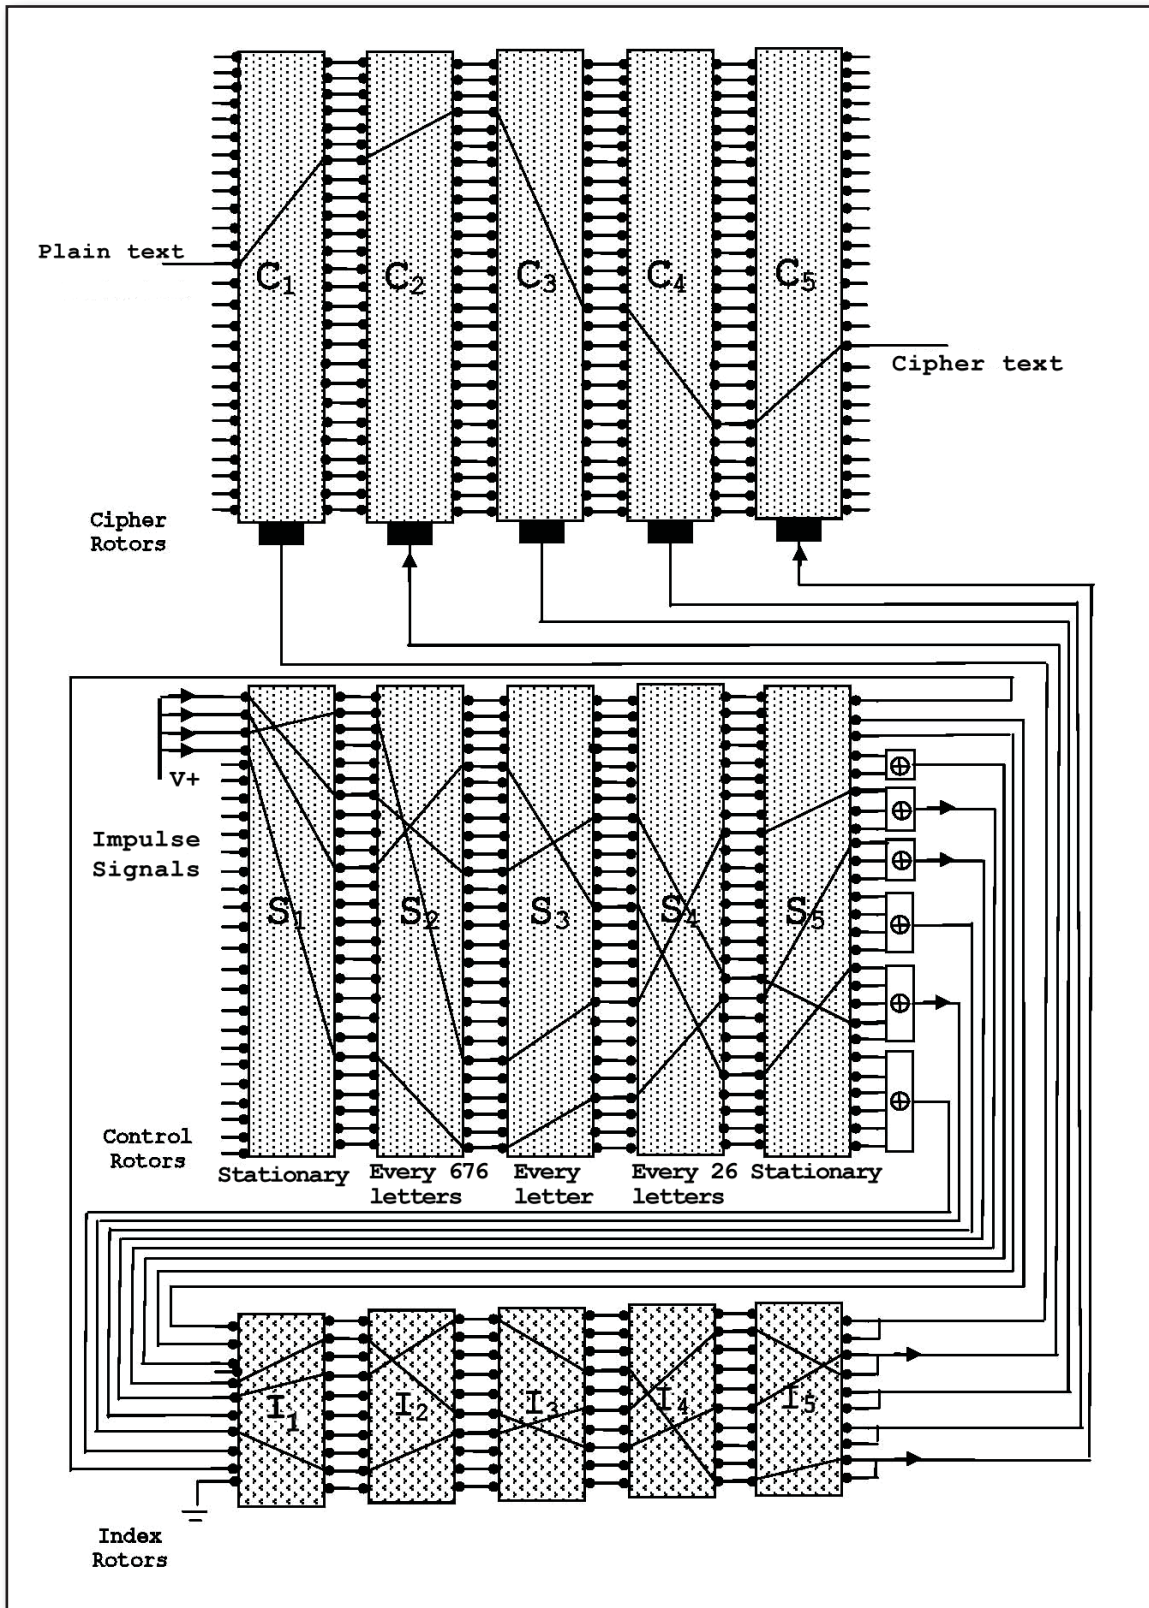 Plain text
C1
C2
C3
C4
C5
Cipher text
Cipher
Rotors
V+
Impulse
Signals
S1
S2
S3
S4
S5
Control
Rotors
Stationary
Every 676
letters
Every
letter
Every 26
letters
Stationary
I1
I2
I3
I4
I5
Index
Rotors